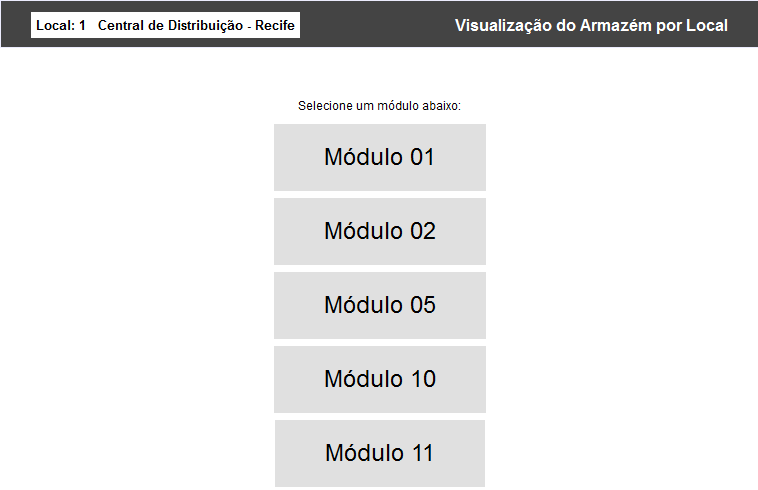 Local: 1 Central de Distribuição - Recife
Visualização do Armazém por Local
Selecione um módulo abaixo:
Módulo 01
Módulo 02
Módulo 05
Módulo 10
Módulo 11